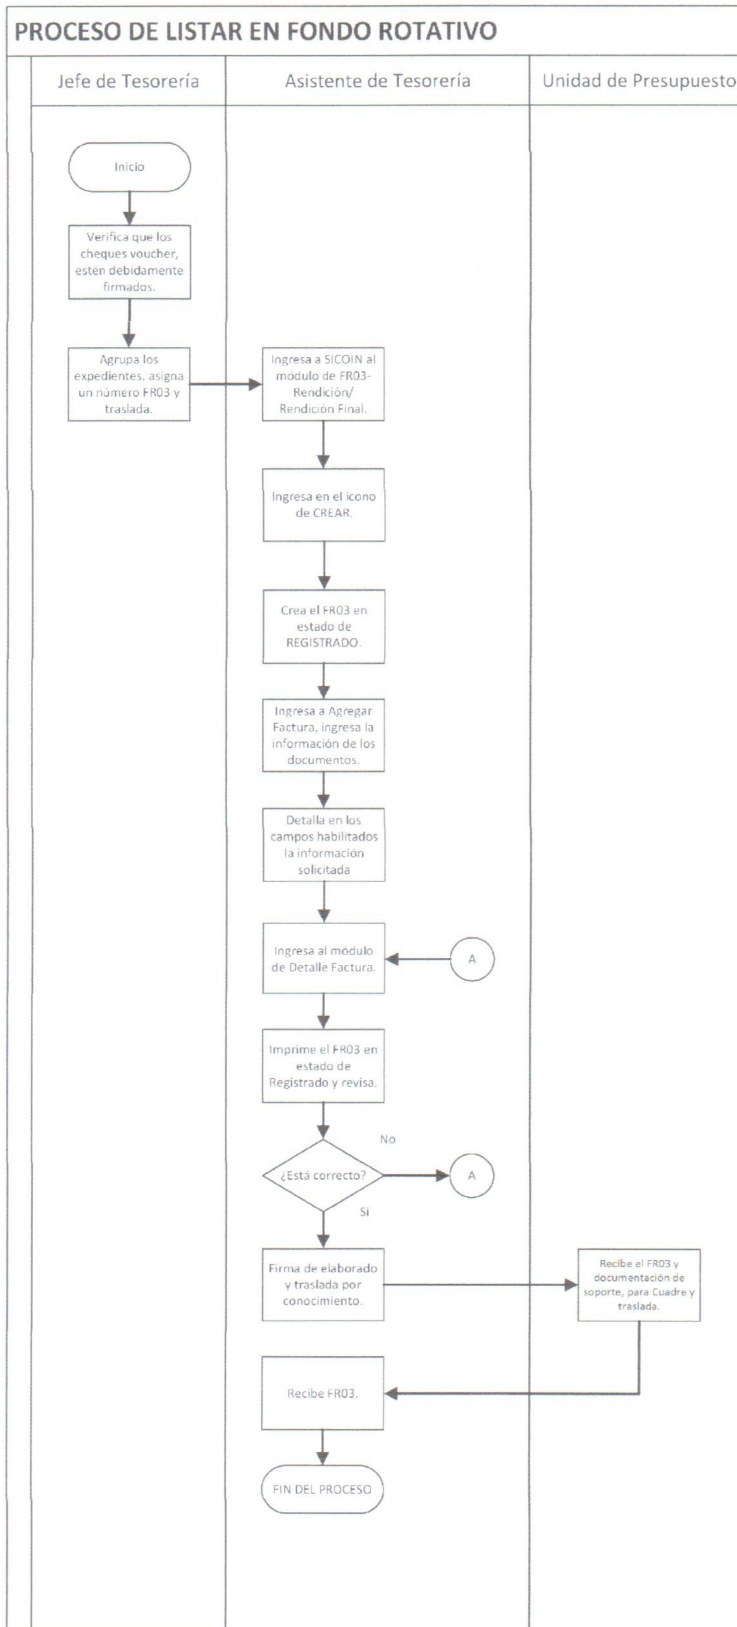 PROCESO DE LISTAR EN FONDO ROTATIVO
Jefe de Tesorería
Asistente de Tesorería
Unidad de Presupuesto
Inicio
Verifica que los
cheques voucher,
estén debidamente
firmados.
Agrupa los
expedientes, asigna
un número FR03 y
traslada.
Ingresa a SICOIN al
módulo de FR03-
Rendición/
Rendición Final.
Ingresa en el icono
de CREAR.
Crea el FR03 en
estado de
REGISTRADO.
Ingresa a Agregar
Factura, ingresa la
información de los
documentos.
Detalla en los
campos habilitados
la información
solicitada
Ingresa al módulo
de Detalle Factura.
A
Imprime el FR03 en
estado de
Registrado y revisa.
No
¿Está correcto?
A
Si
Firma de elaborado
y traslada por
conocimiento.
Recibe el FR03 y
documentación de
soporte, para Cuadre y
traslada.
Recibe FR03.
FIN DEL PROCESO